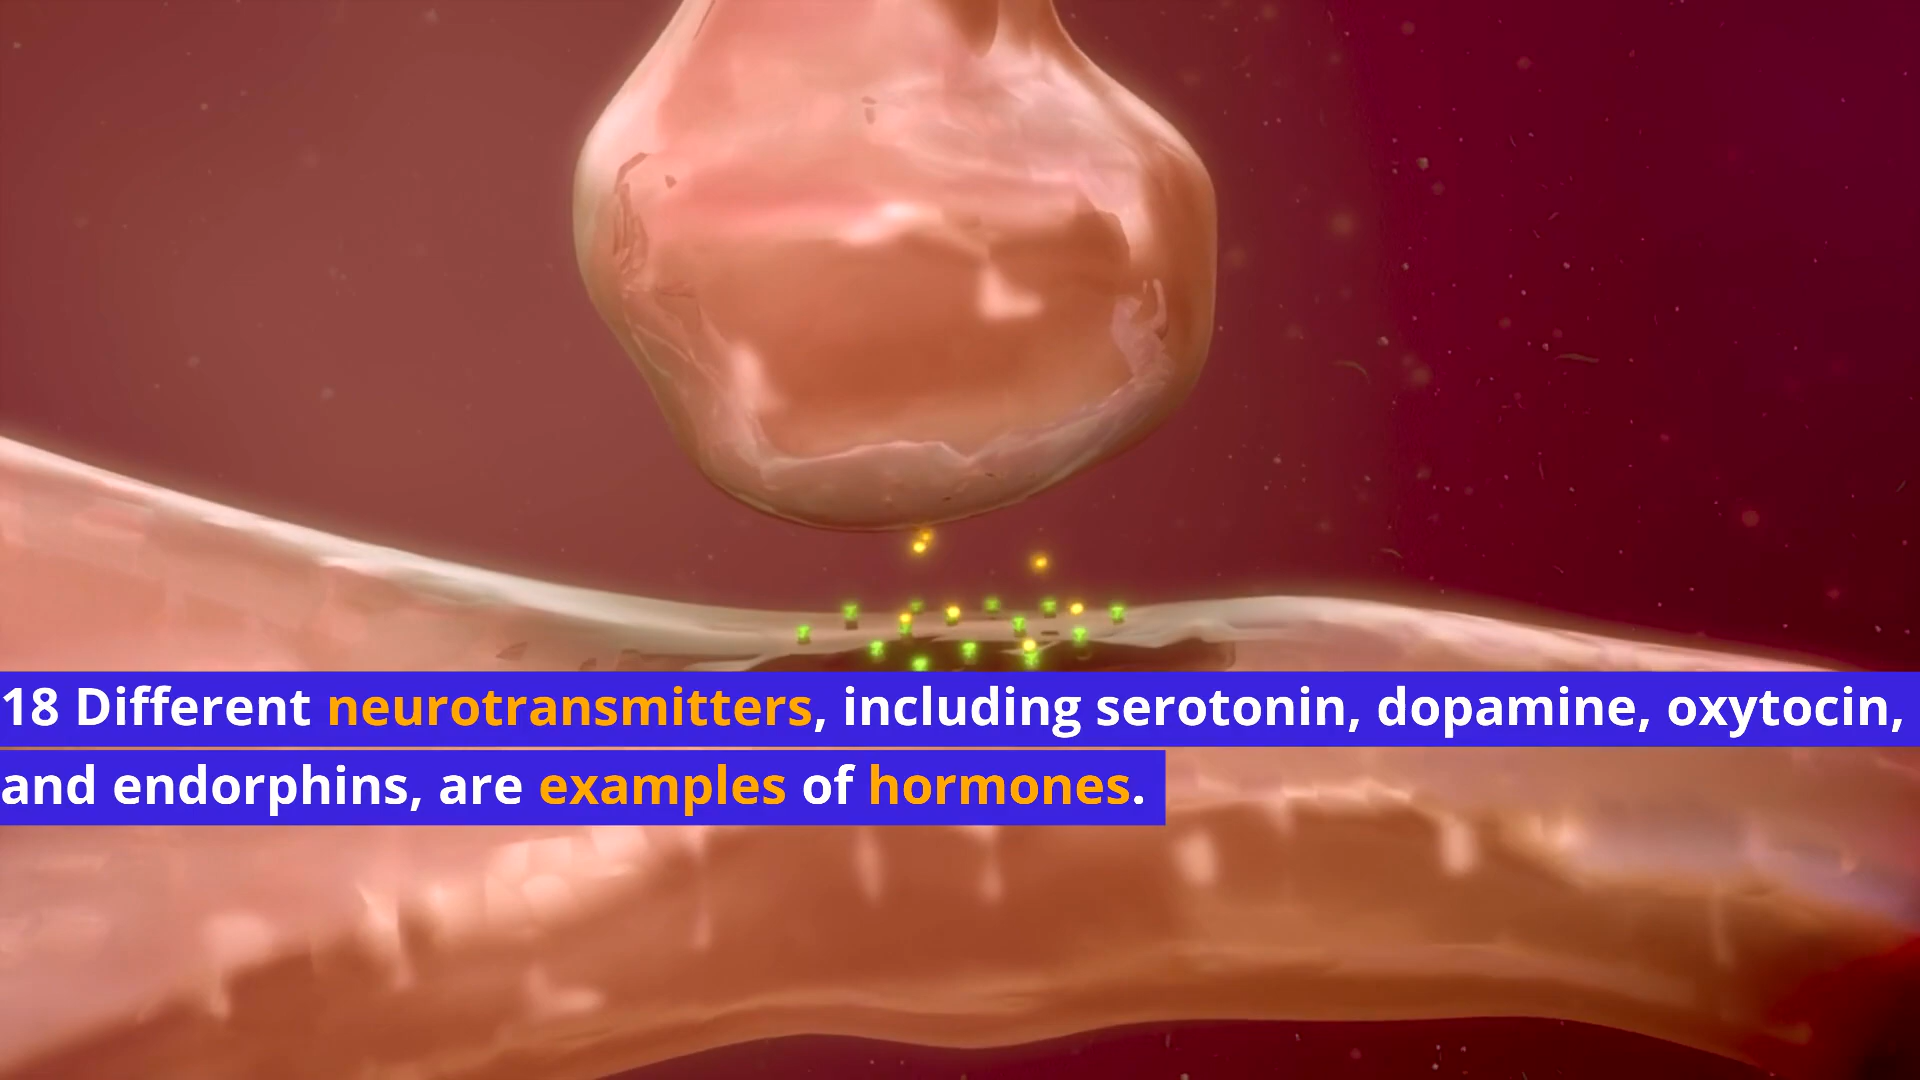 18 Different neurotransmitters, including serotonin, dopamine, oxytocin,
and endorphins, are examples of hormones.